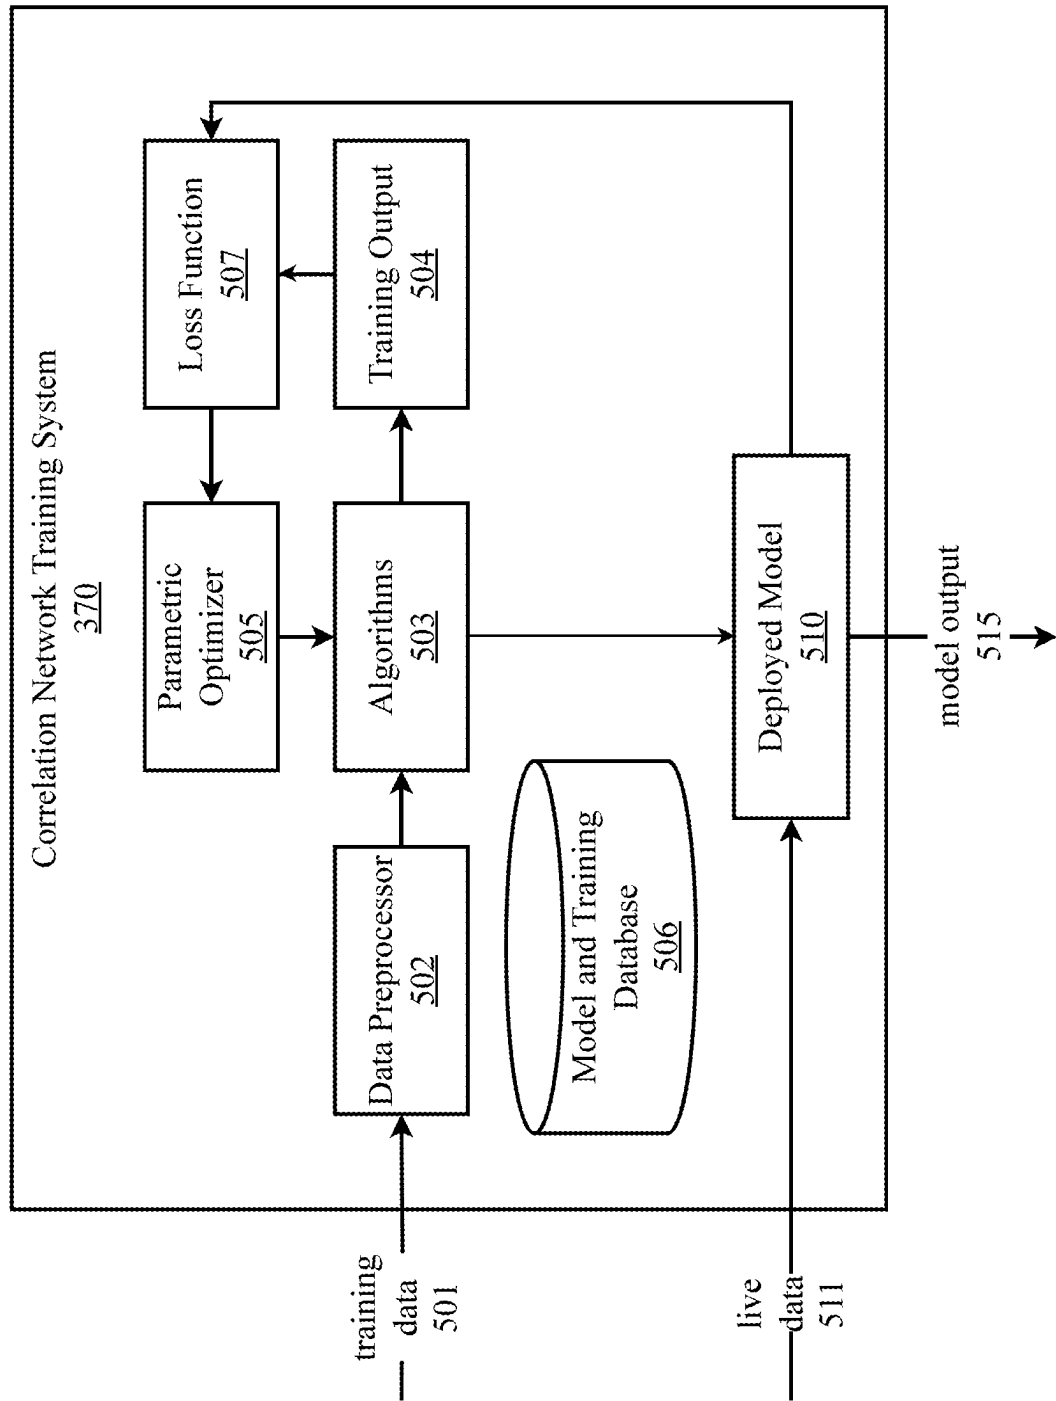 Correlation Network Training System
370
Parametric
Optimizer
505
Loss Function
507
training
data
501
Data Preprocessor
502
Algorithms
503
Training Output
504
Model and Training
Database
506
live
data
511
Deployed Model
510
model output
515